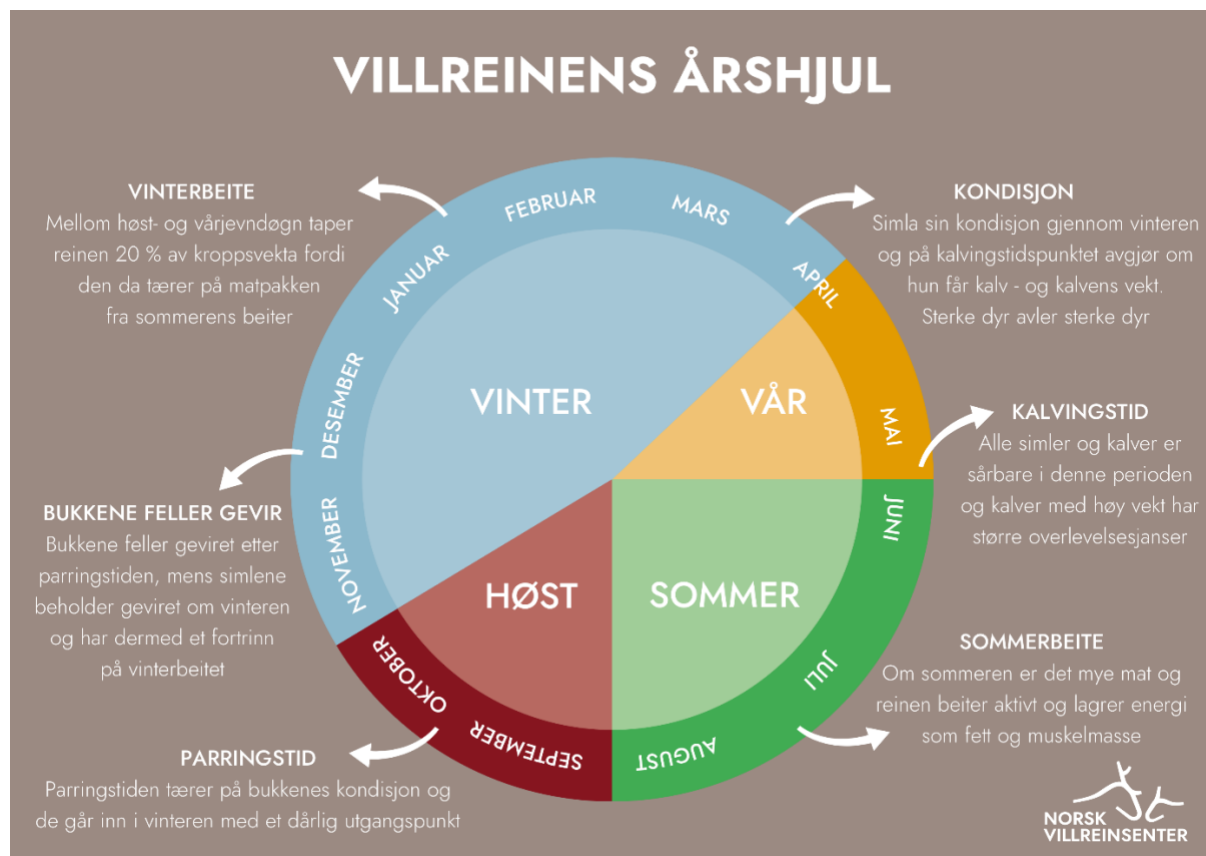 VILLREINENS ÅRSHJUL
VINTERBEITE
Mellom høst- og vårjevndøgn taper
reinen 20 % av kroppsvekta fordi
den da tærer på matpakken
fra sommerens beiter
KONDISJON
Simla sin kondisjon gjennom vinteren
og på kalvingstidspunktet avgjør om
hun får kalv - og kalvens vekt.
Sterke dyr avler sterke dyr
JANUAR
FEBRUAR
MARS
APRIL
MAI
JUNI
JULI
AUGUST
SEPTEMBER
OKTOBER
NOVEMBER
DESEMBER
VINTER
VÅR
HØST
SOMMER
KALVINGSTID
Alle simler og kalver er
sårbare i denne perioden
og kalver med høy vekt har
større overlevelsesjanser
BUKKENE FELLER GEVIR
Bukkene feller geviret etter
parringstiden, mens simlene
beholder geviret om vinteren
og har dermed et fortrinn
på vinterbeitet
SOMMERBEITE
Om sommeren er det mye mat og
reinen beiter aktivt og lagrer energi
som fett og muskelmasse
PARRINGSTID
Parringstiden tærer på bukkenes kondisjon og
de går inn i vinteren med et dårlig utgangspunkt
NORSK
VILLREINSENTER